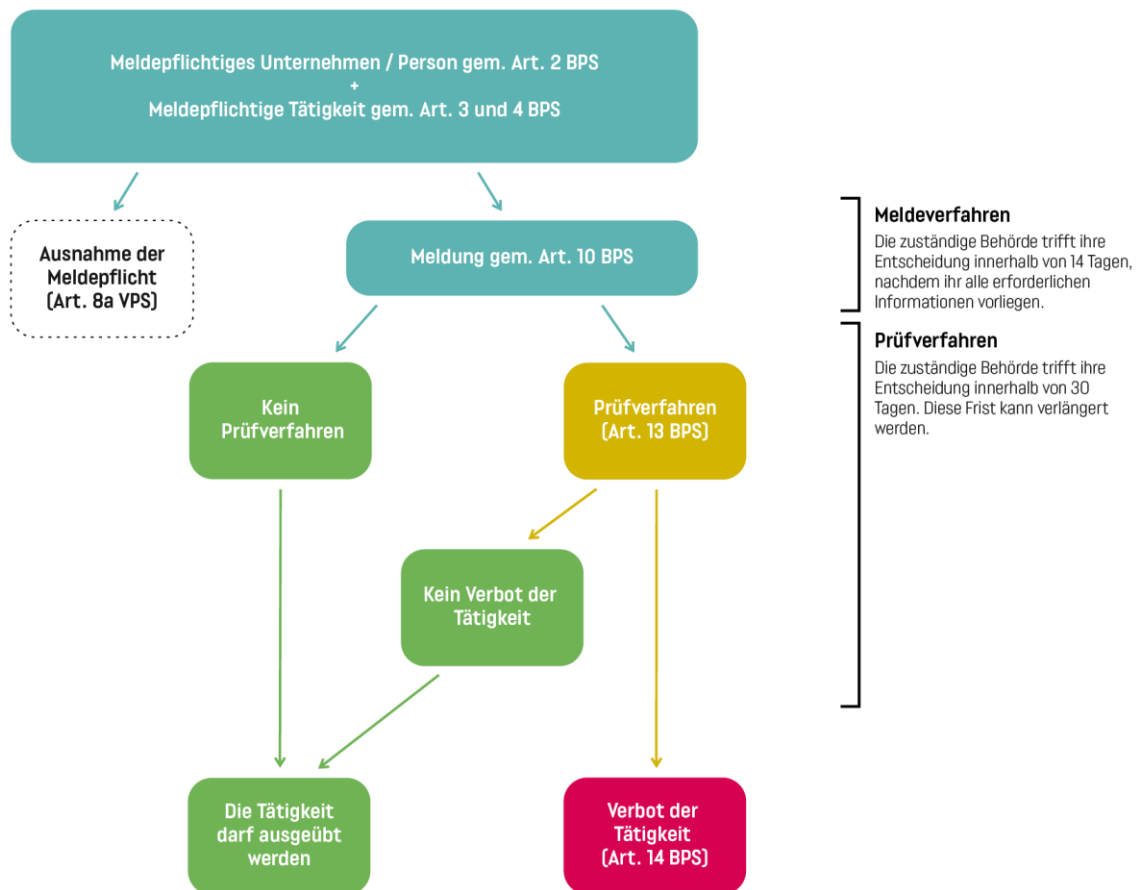 Meldepflichtiges Unternehmen / Person gem. Art. 2 BPS
+
Meldepflichtige Tätigkeit gem. Art. 3 und 4 BPS
Ausnahme der
Meldepflicht
(Art. 8a VPS)
Meldung gem. Art. 10 BPS
Meldeverfahren
Die zuständige Behörde trifft ihre
Entscheidung innerhalb von 14 Tagen,
nachdem ihr alle erforderlichen
Informationen vorliegen.
Prüfverfahren
Die zuständige Behörde trifft ihre
Entscheidung innerhalb von 30
Tagen. Diese Frist kann verlängert
werden.
Kein
Prüfverfahren
Prüfverfahren
(Art. 13 BPS)
Kein Verbot der
Tätigkeit
Die Tätigkeit
darf ausgeübt
werden
Verbot der
Tätigkeit
(Art. 14 BPS)